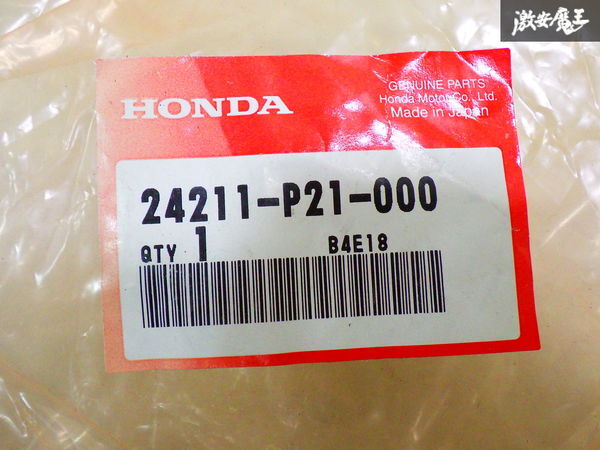 激安魔王
HONDA
GENUINE PARTS
Honda Motor Co., Ltd.
Made in Japan
24211-P21-000
QTY 1 B4E18